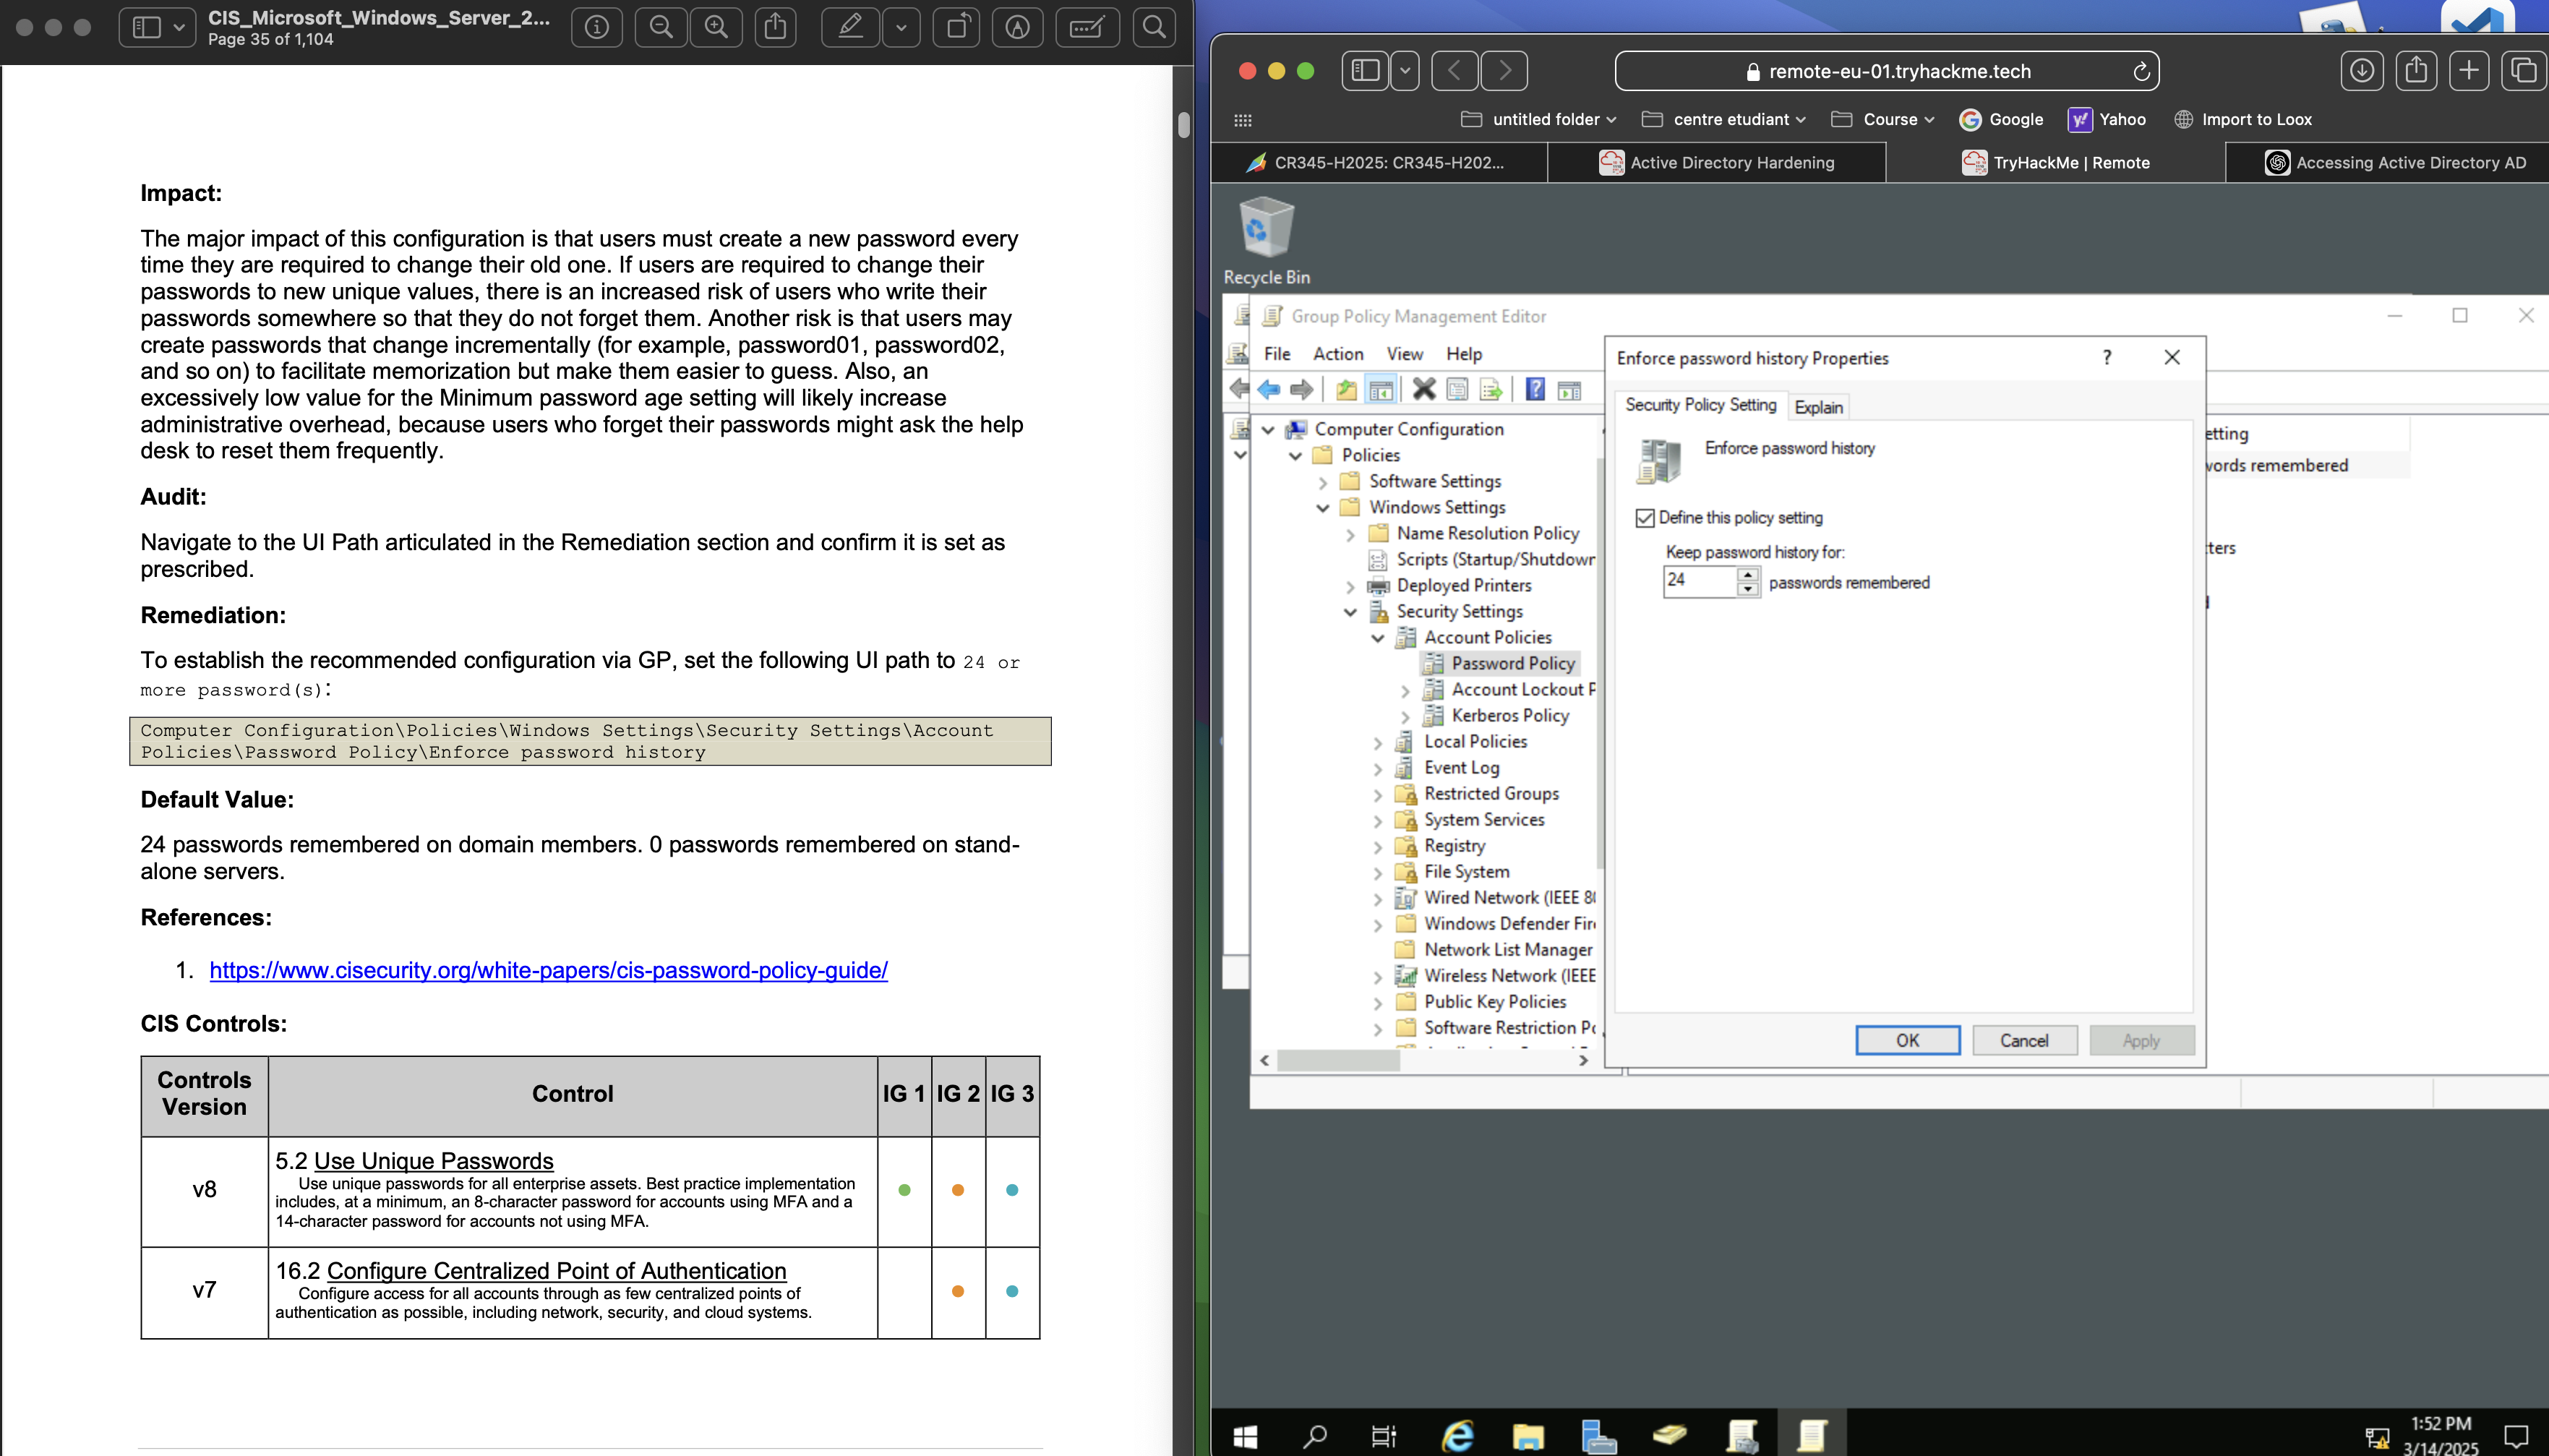 CIS_Microsoft_Windows_Server_2...
Page 35 of 1,104
Impact:
The major impact of this configuration is that users must create a new password every
time they are required to change their old one. If users are required to change their
passwords to new unique values, there is an increased risk of users who write their
passwords somewhere so that they do not forget them. Another risk is that users may
create passwords that change incrementally (for example, password01, password02,
and so on) to facilitate memorization but make them easier to guess. Also, an
excessively low value for the Minimum password age setting will likely increase
administrative overhead, because users who forget their passwords might ask the help
desk to reset them frequently.
Audit:
Navigate to the UI Path articulated in the Remediation section and confirm it is set as
prescribed.
Remediation:
To establish the recommended configuration via GP, set the following UI path to 24 or
more password(s):
Computer Configuration\Policies\Windows Settings\Security Settings\Account
Policies\Password Policy\Enforce password history
Default Value:
24 passwords remembered on domain members. 0 passwords remembered on stand-
alone servers.
References:
1. https://www.cisecurity.org/white-papers/cis-password-policy-guide/
CIS Controls:
Controls Version
Control
IG 1
IG 2
IG 3
v8
5.2 Use Unique Passwords
Use unique passwords for all enterprise assets. Best practice implementation
includes, at a minimum, an 8-character password for accounts using MFA and a
14-character password for accounts not using MFA.
v7
16.2 Configure Centralized Point of Authentication
Configure access for all accounts through as few centralized points of
authentication as possible, including network, security, and cloud systems.
remote-eu-01.tryhackme.tech
untitled folder
centre etudiant
Course
Google
Yahoo
Import to Loox
CR345-H2025: CR345-H202...
Active Directory Hardening
TryHackMe | Remote
Accessing Active Directory AD
Recycle Bin
Group Policy Management Editor
File Action View Help
Computer Configuration
Policies
Software Settings
Windows Settings
Name Resolution Policy
Scripts (Startup/Shutdown
Deployed Printers
Security Settings
Account Policies
Password Policy
Account Lockout P
Kerberos Policy
Local Policies
Event Log
Restricted Groups
System Services
Registry
File System
Wired Network (IEEE 80
Windows Defender Fir
Network List Manager
Wireless Network (IEEE
Public Key Policies
Software Restriction Po
Enforce password history Properties
?
Security Policy Setting
Explain
Enforce password history
Define this policy setting
Keep password history for:
24 passwords remembered
OK
Cancel
Apply
etting
words remembered
ters
1:52 PM
3/14/2025